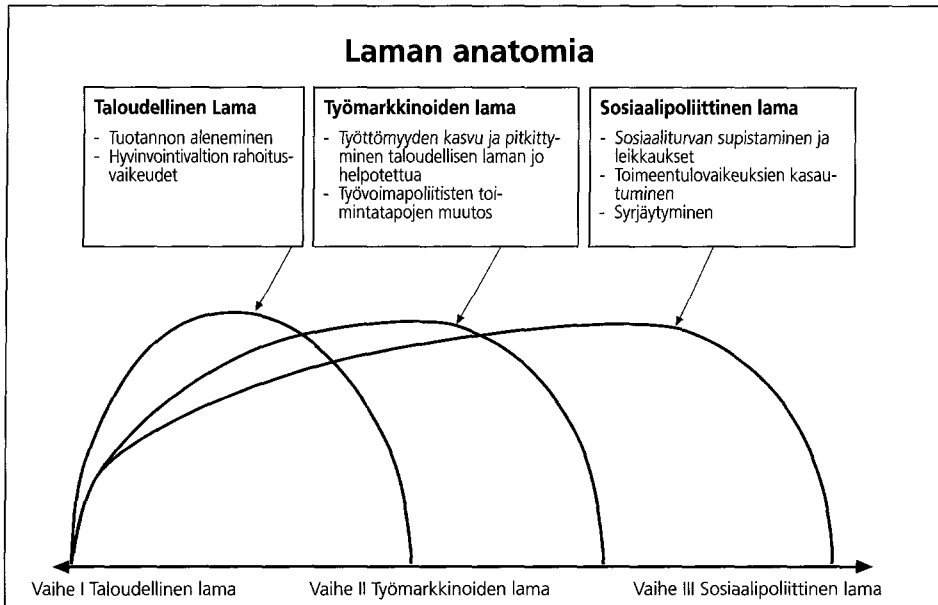 Laman anatomia
Taloudellinen Lama
- Tuotannon aleneminen
- Hyvinvointivaltion rahoitus-
vaikeudet
Työmarkkinoiden lama
- Työttömyyden kasvu ja pitkitty-
minen taloudellisen laman jo
helpotettua
- Työvoimapoliitisten toi-
mintatapojen muutos
Sosiaalipoliittinen lama
- Sosiaaliturvan supistaminen ja
leikkaukset
- Toimeentulovaikeuksien kasau-
tuminen
- Syrjäytyminen
Vaihe I Taloudellinen lama
Vaihe II Työmarkkinoiden lama
Vaihe III Sosiaalipoliittinen lama